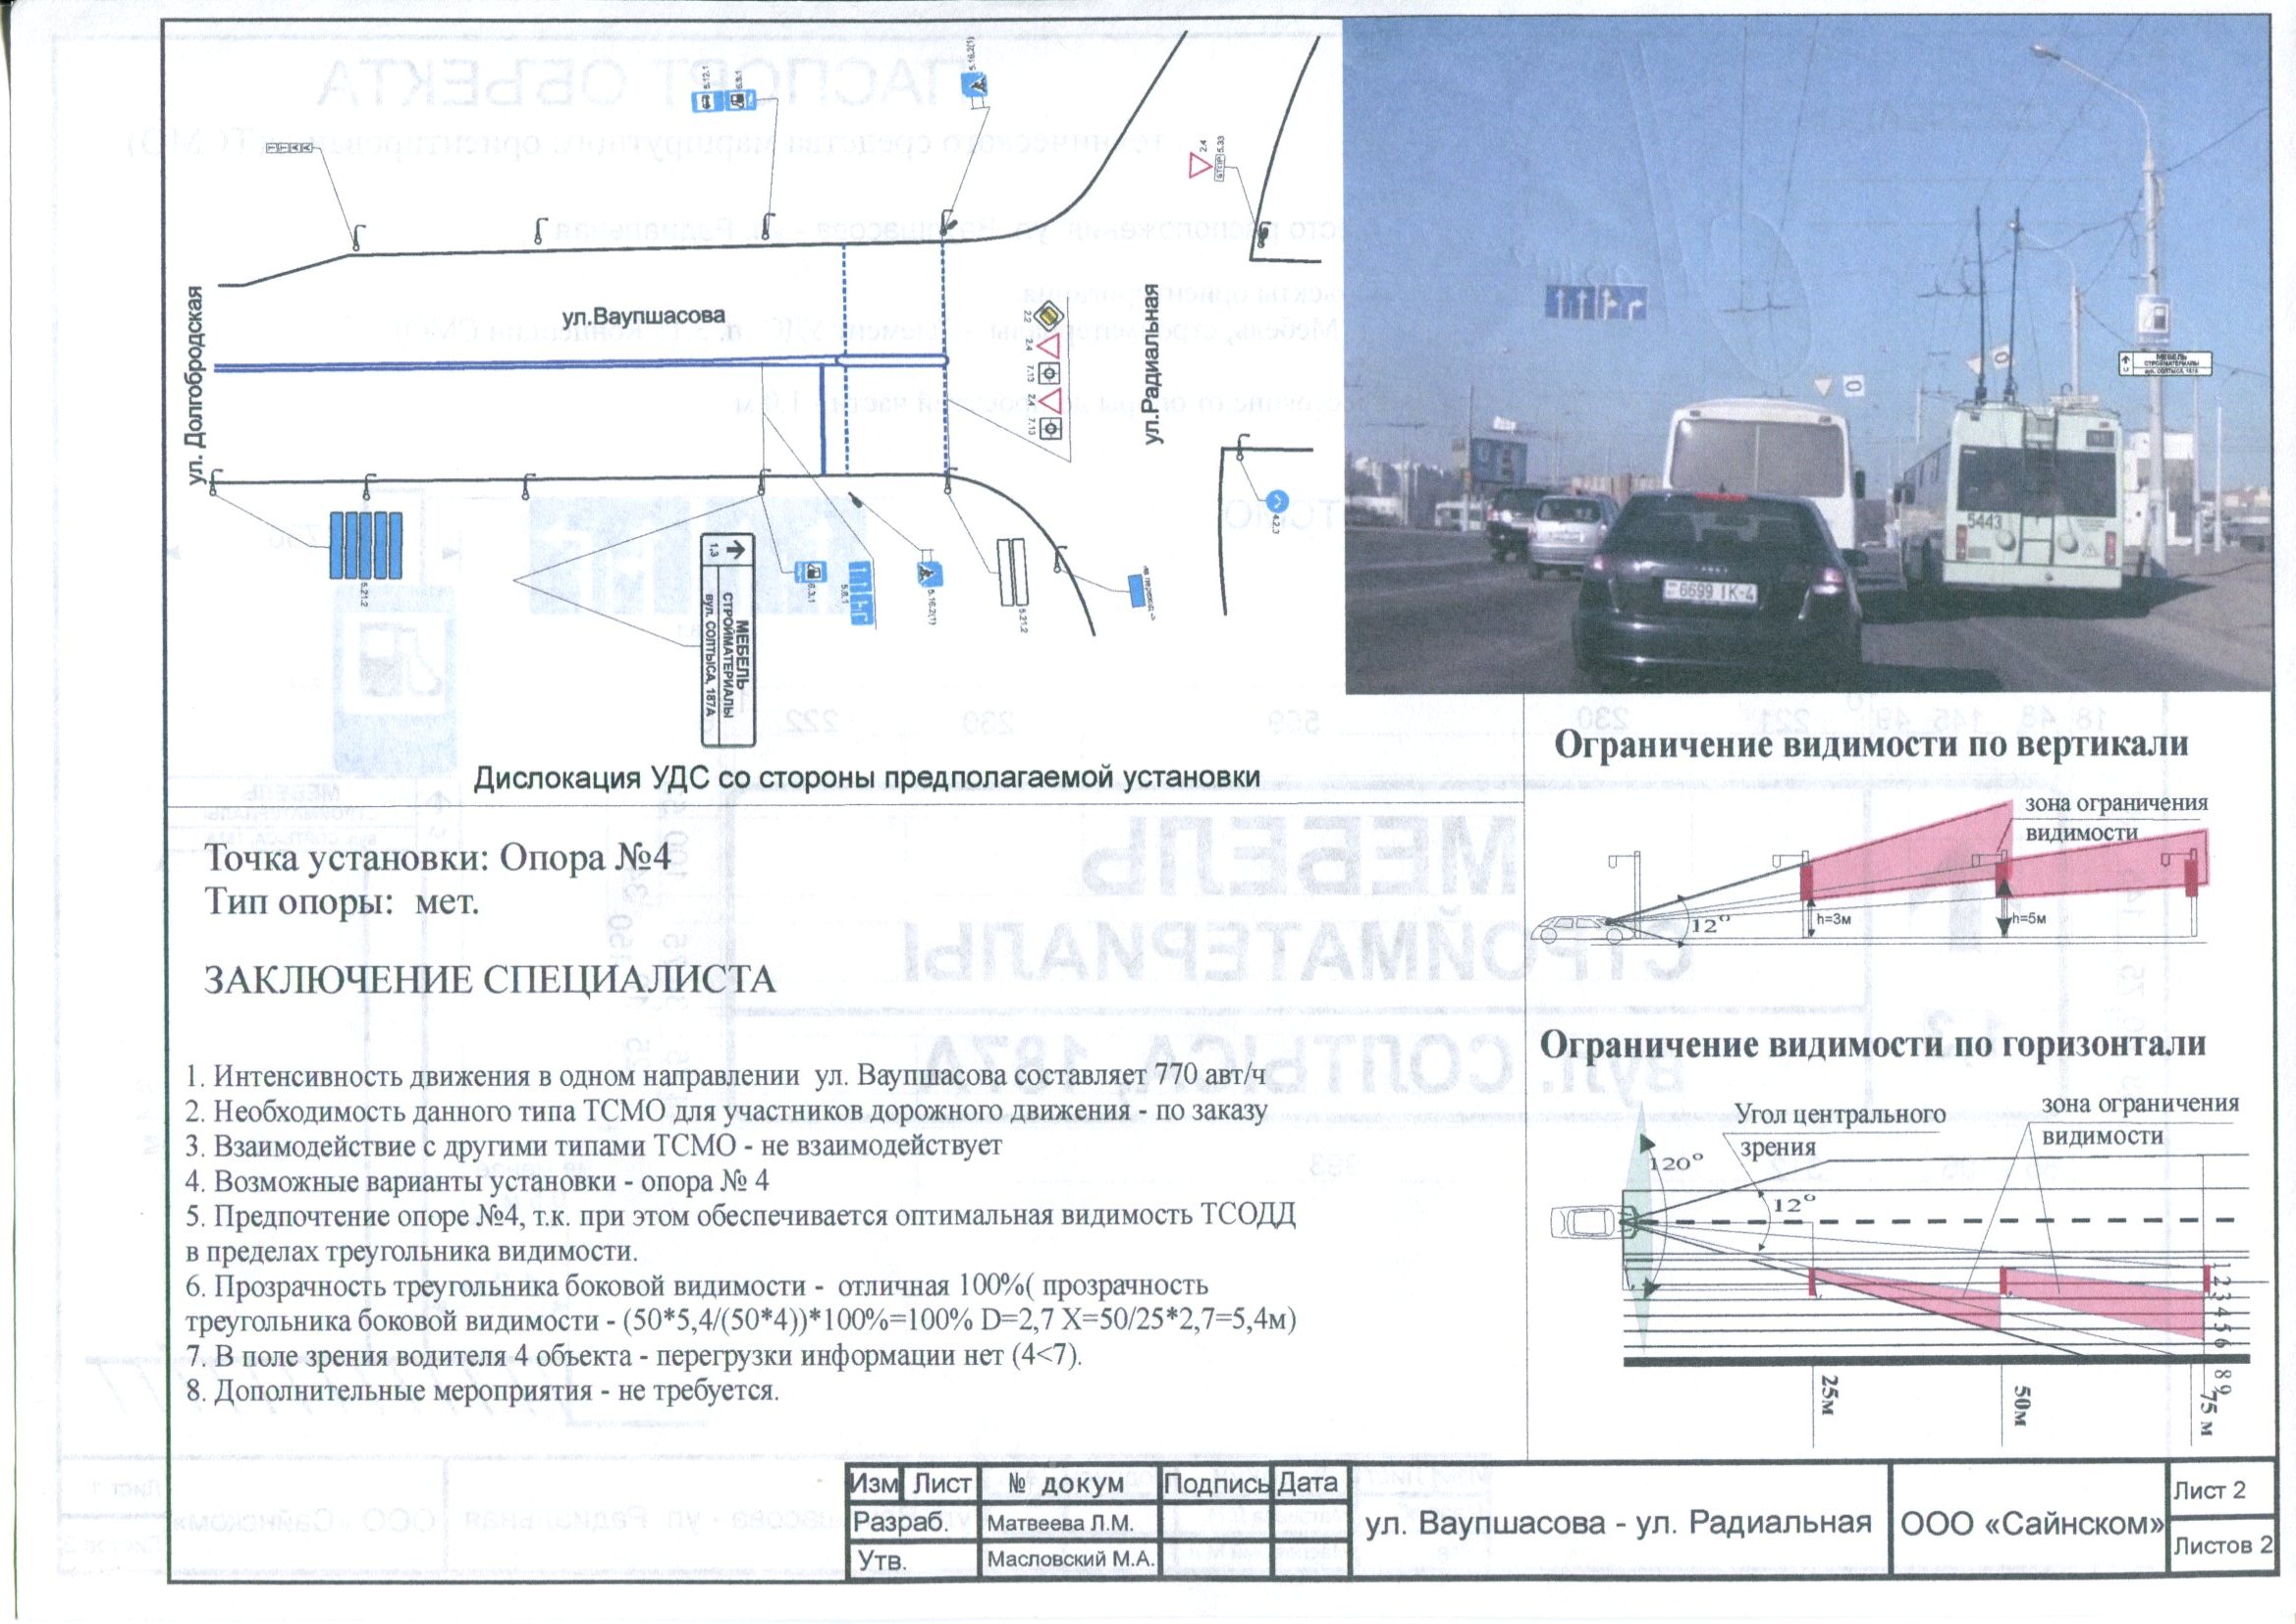 5.12.1
6.3.1
5.16.2(1)
2.4
5.33
STOP
ул. Долгобродская
ул.Ваупшасова
ул.Радиальная
2.2
2.4
7.13
2.4
7.13
4.2.3
5.21.2
1,3
МЕБЕЛЬ
СТРОЙМАТЕРИАЛЫ
вул. СОЛТЫСА, 187А
6.3.1
5.8.1
5.16.2(1)
5.21.2
Дислокация УДС со стороны предполагаемой установки
МЕБЕЛЬ
СТРОЙМАТЕРИАЛЫ
вул. СОЛТЫСА, 187А
5443
6699 IK-4
Точка установки: Опора №4
Тип опоры: мет.
ЗАКЛЮЧЕНИЕ СПЕЦИАЛИСТА
1. Интенсивность движения в одном направлении ул. Ваупшасова составляет 770 авт/ч
2. Необходимость данного типа ТСМО для участников дорожного движения - по заказу
3. Взаимодействие с другими типами ТСМО - не взаимодействует
4. Возможные варианты установки - опора № 4
5. Предпочтение опоре №4, т.к. при этом обеспечивается оптимальная видимость ТСОДД
в пределах треугольника видимости.
6. Прозрачность треугольника боковой видимости - отличная 100%( прозрачность
треугольника боковой видимости - (50*5,4/(50*4))*100%=100% D=2,7 X=50/25*2,7=5,4м)
7. В поле зрения водителя 4 объекта - перегрузки информации нет (4<7).
8. Дополнительные мероприятия - не требуется.
Ограничение видимости по вертикали
зона ограничения
видимости
12°
h=3м
h=5м
Ограничение видимости по горизонтали
Угол центрального
зрения
зона ограничения
видимости
120°
12°
1 2 3 4 5 6 8 9
25м
50м
75 м
Изм Лист № докум Подпись Дата
Разраб. Матвеева Л.М.
Утв. Масловский М.А.
ул. Ваупшасова - ул. Радиальная
ООО «Сайнском»
Лист 2
Листов 2